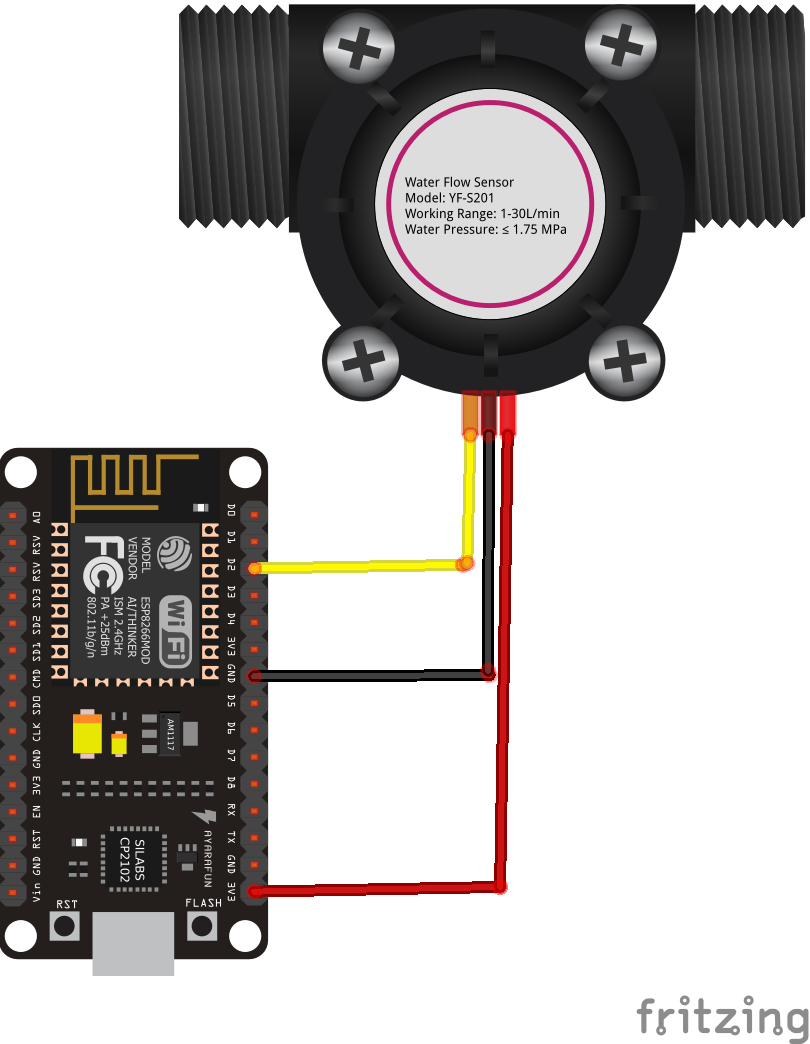 Water Flow Sensor
Model: YF-S201
Working Range: 1-30L/min
Water Pressure: ≤ 1.75 MPa
A0
RSV
RSV
SD3
SD2
SD1
CMD
SD0
CLK
GND
3V3
EN
RST
GND
Vin
D0
D1
D2
D3
D4
3V3
GND
D5
D6
D7
D8
RX
TX
GND
3V3
MODEL
VENDOR
ESP8266MOD
AI/THINKER
ISM 2.4GHz
PA +25dBm
802.11b/g/n
FC
Wi Fi
AM1117
SILABS
CP2102
AYARAFUN
RST
FLASH
fritzing